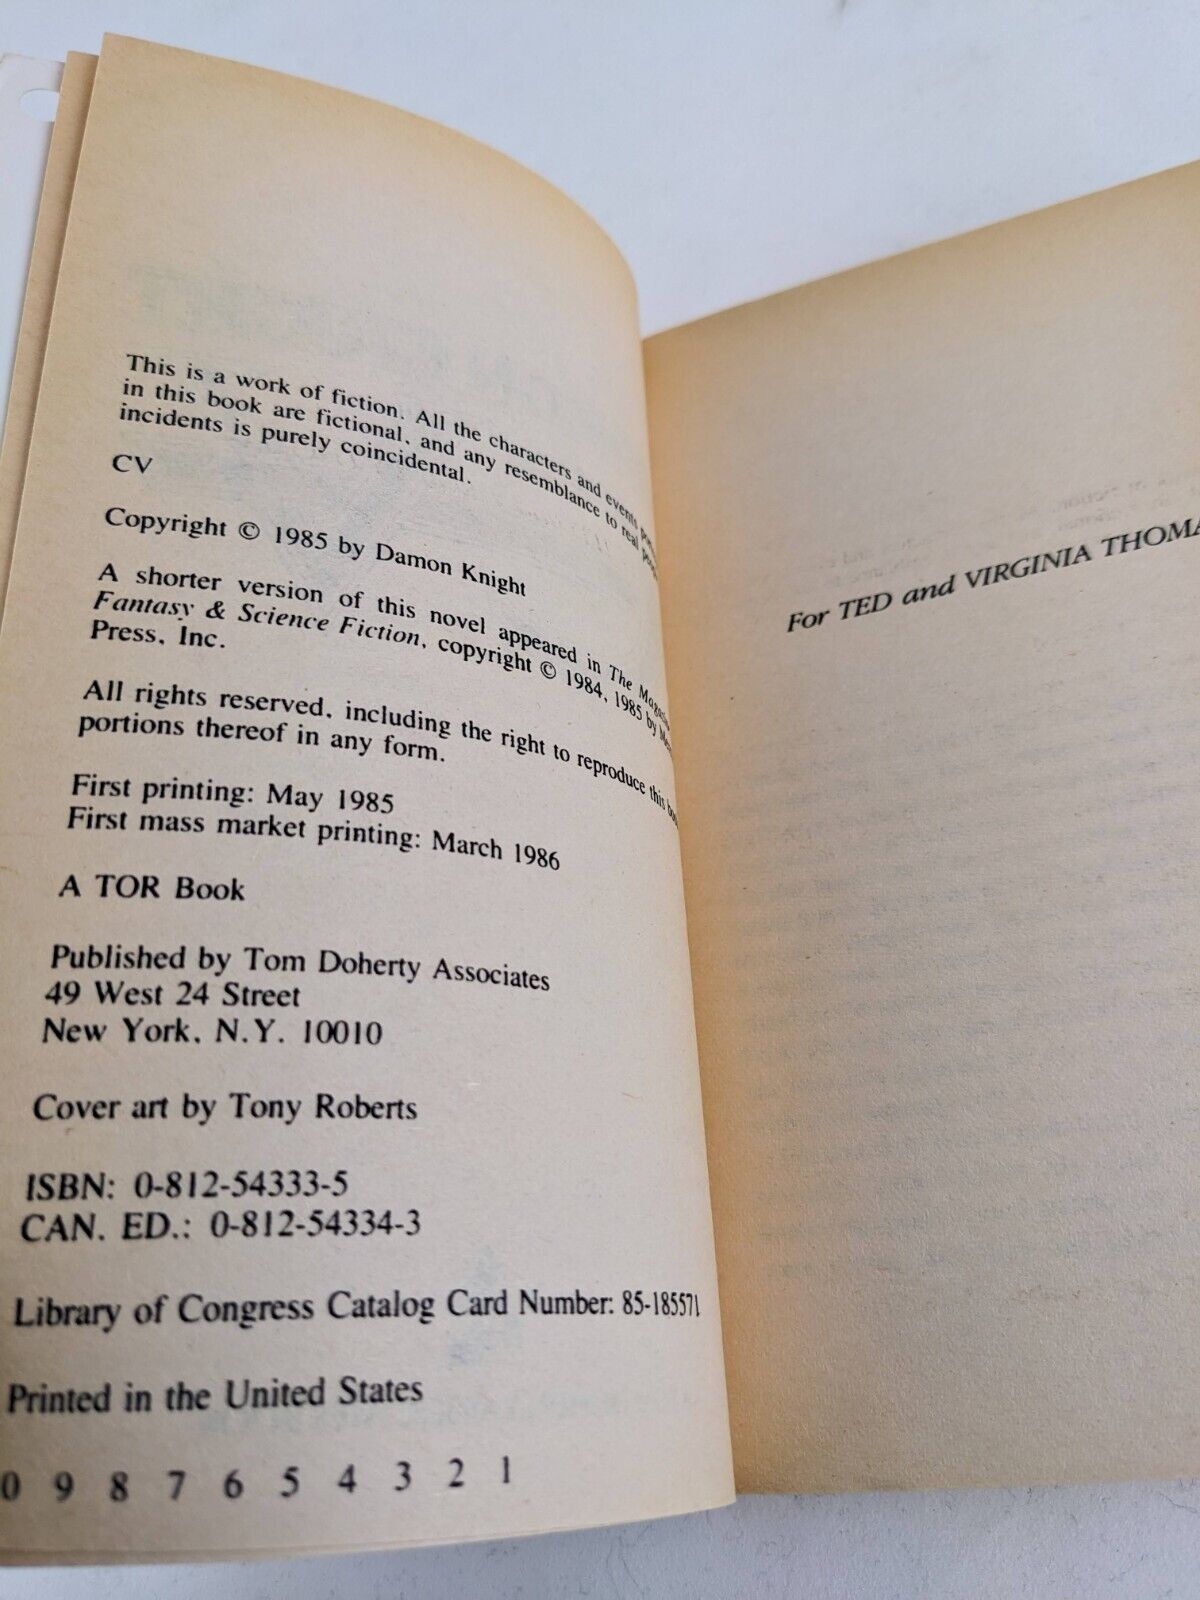 This is a work of fiction. All the characters and events
in this book are fictional, and any resemblance to real
incidents is purely coincidental.
CV
Copyright © 1985 by Damon Knight
A shorter version of this novel appeared in The
Fantasy & Science Fiction, copyright © 1984, 1985 by
Press, Inc.
All rights reserved, including the right to reproduce this
portions thereof in any form.
First printing: May 1985
First mass market printing: March 1986
A TOR Book
Published by Tom Doherty Associates
49 West 24 Street
New York, N.Y. 10010
Cover art by Tony Roberts
ISBN: 0-812-54333-5
CAN. ED.: 0-812-54334-3
Library of Congress Catalog Card Number: 85-185571
Printed in the United States
0 9 8 7 6 5 4 3 2 1
For TED and VIRGINIA THOMA